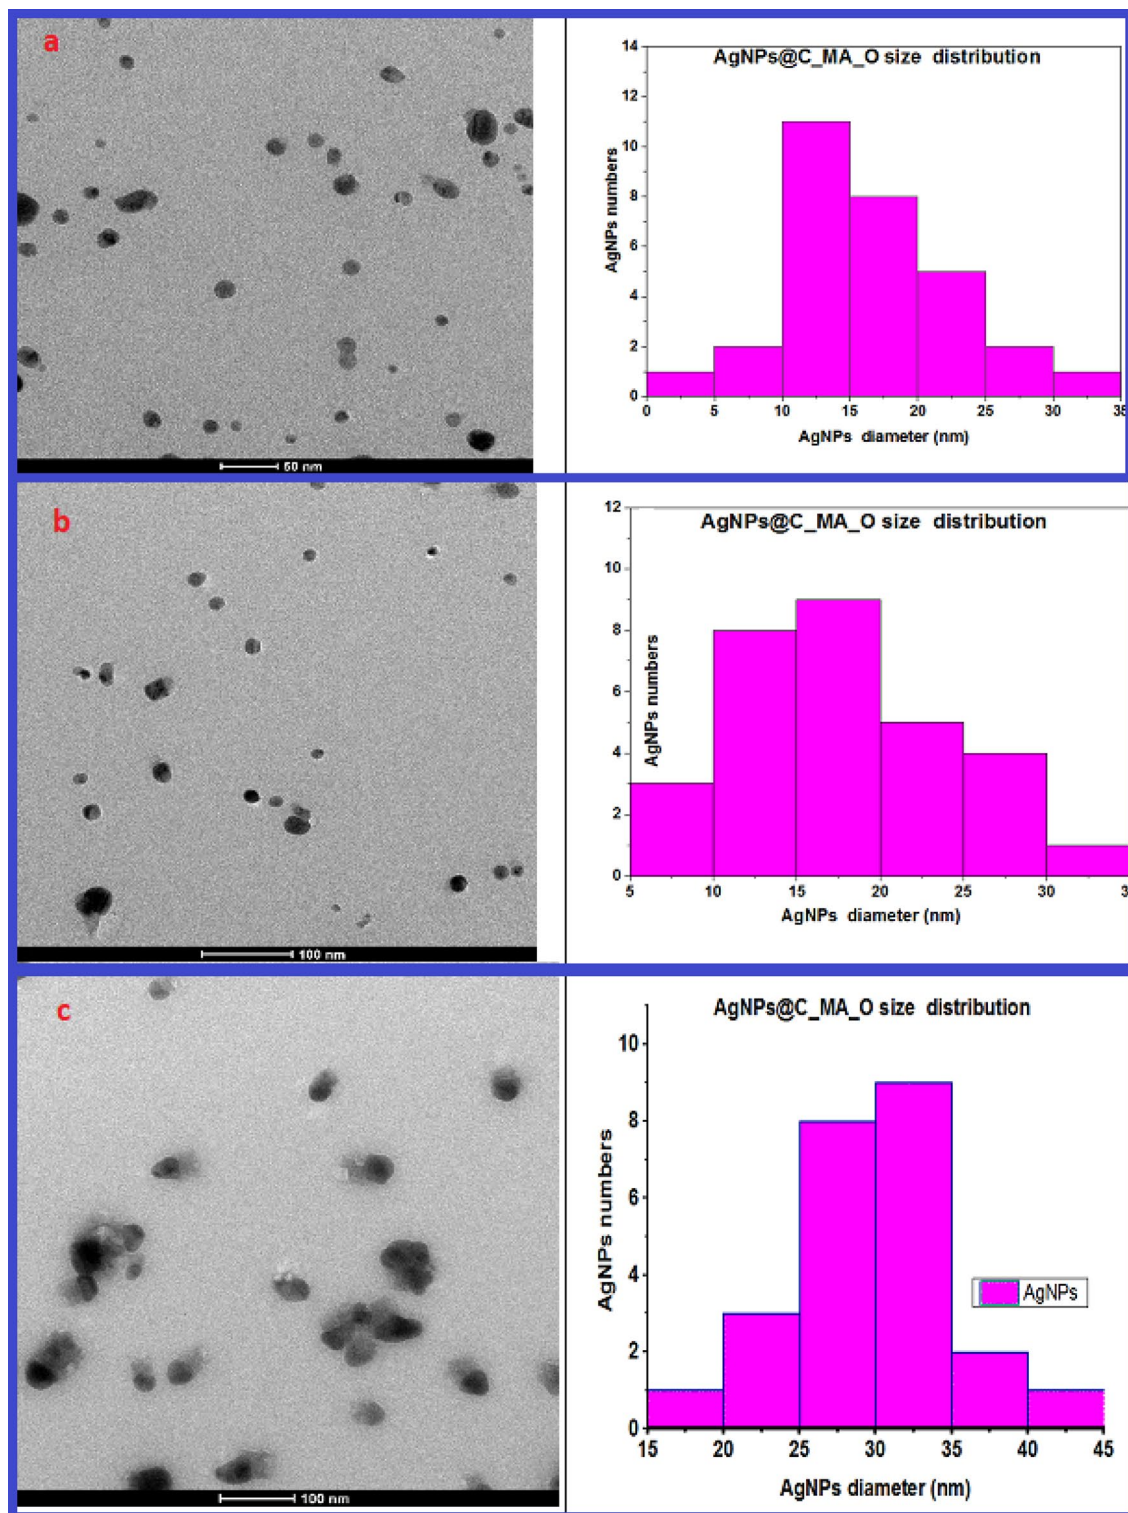 a
50 nm
AgNPs@C_MA_O size distribution
14
12
10
8
6
4
2
0
AgNPs numbers
0 5 10 15 20 25 30 35
AgNPs diameter (nm)
b
100 nm
AgNPs@C_MA_O size distribution
12
10
8
6
4
2
0
AgNPs numbers
5 10 15 20 25 30 35
AgNPs diameter (nm)
c
100 nm
AgNPs@C_MA_O size distribution
10
8
6
4
2
0
AgNPs numbers
AgNPs
15 20 25 30 35 40 45
AgNPs diameter (nm)